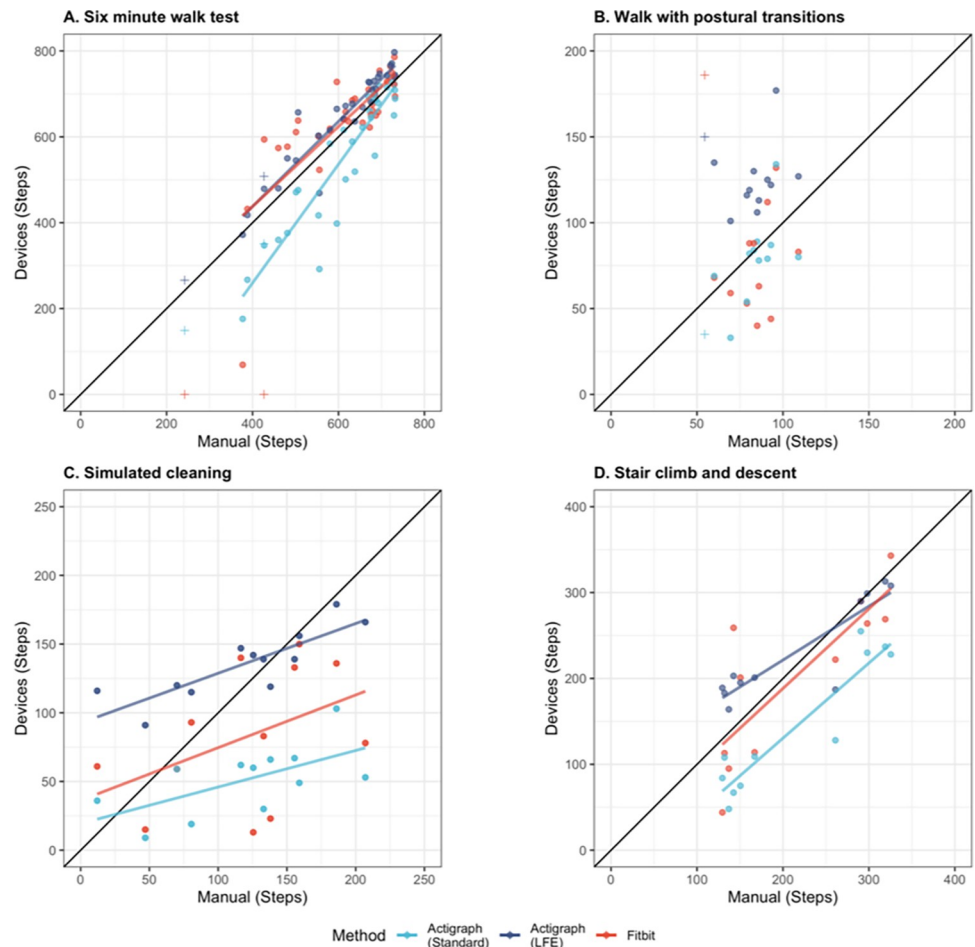 A. Six minute walk test
B. Walk with postural transitions
Devices (Steps)
800
600
400
200
0
0 200 400 600 800
Manual (Steps)
Devices (Steps)
200
150
100
50
0
0 50 100 150 200
Manual (Steps)
C. Simulated cleaning
D. Stair climb and descent
Devices (Steps)
250
200
150
100
50
0
0 50 100 150 200 250
Manual (Steps)
Devices (Steps)
400
300
200
100
0
0 100 200 300 400
Manual (Steps)
Method
Actigraph
(Standard)
Actigraph
(LFE)
Fitbit